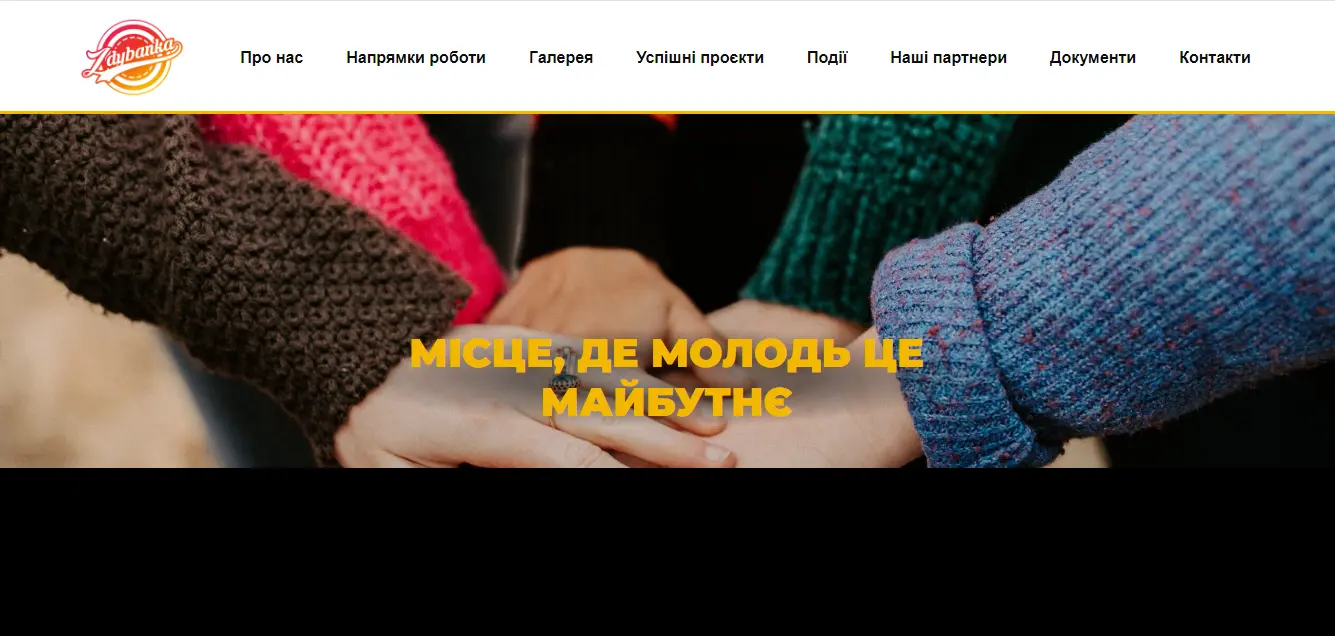 Zdybanka
Про нас Напрямки роботи Галерея Успішні проєкти Події Наші партнери Документи Контакти
МІСЦЕ, ДЕ МОЛОДЬ ЦЕ
МАЙБУТНЄ